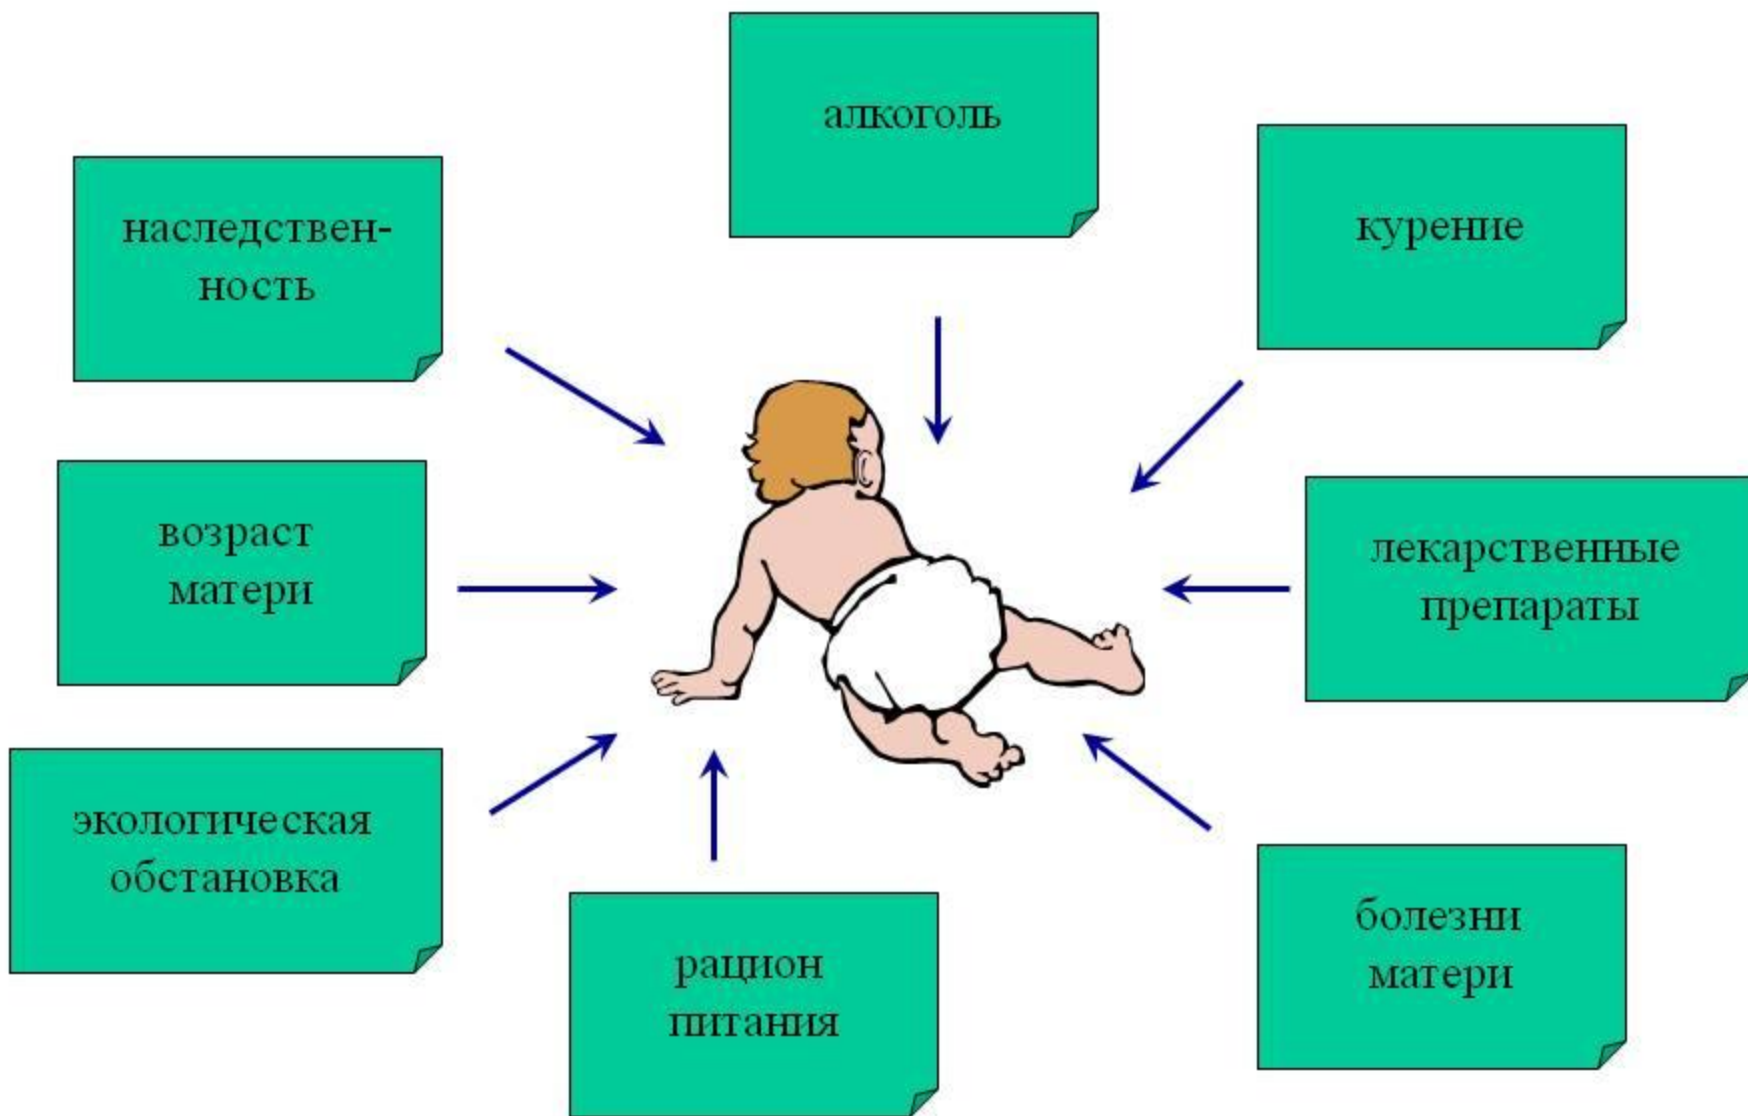 алкоголь
наследствен-
ность
курение
возраст
матери
лекарственные
препараты
экологическая
обстановка
рацион
питания
болезни
матери